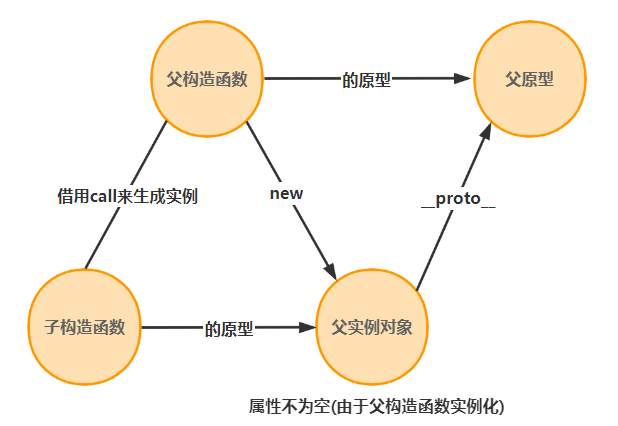 父构造函数
的原型
父原型
借用call来生成实例
new
__proto__
子构造函数
的原型
父实例对象
属性不为空(由于父构造函数实例化)